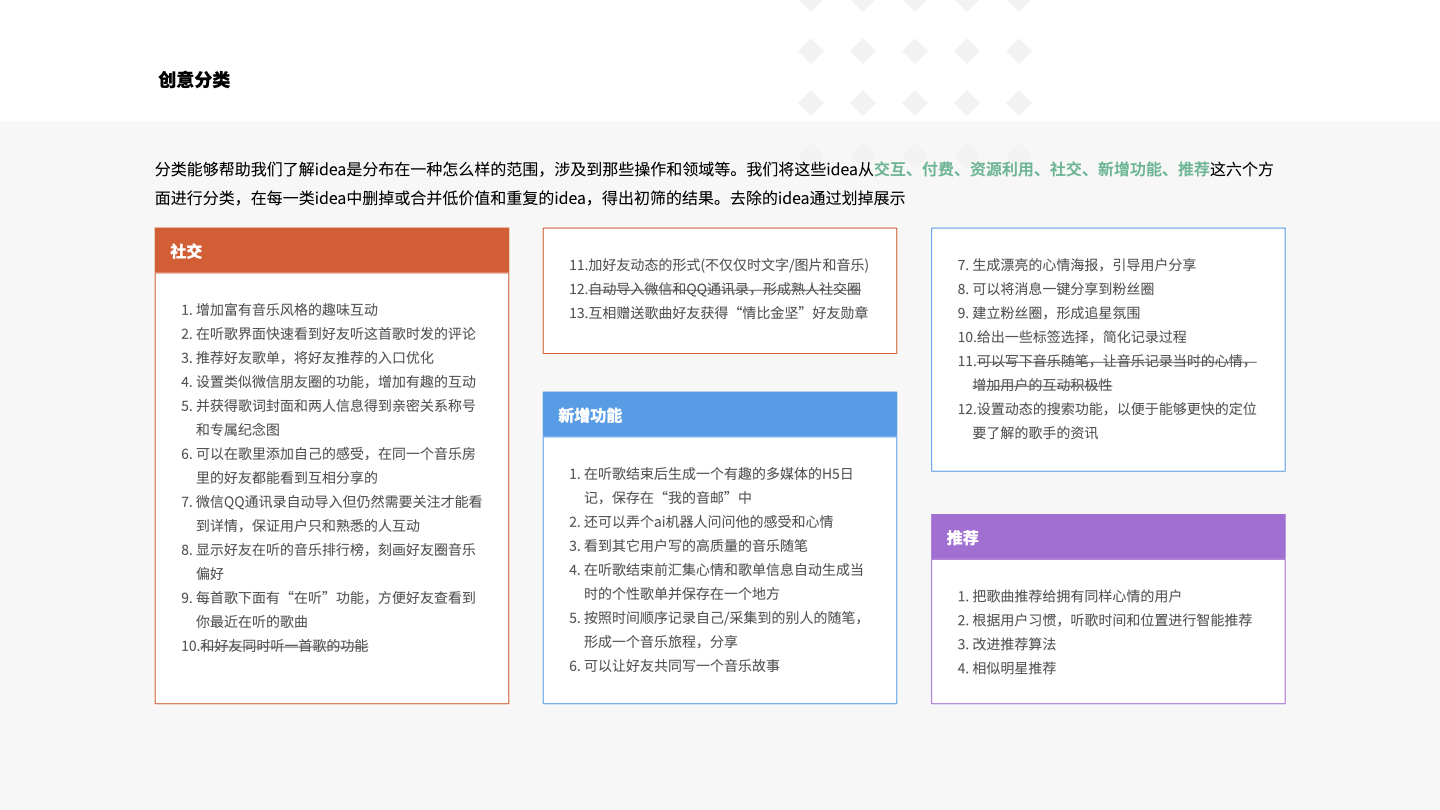 创意分类
分类能够帮助我们了解idea是分布在一种怎么样的范围，涉及到那些操作和领域等。我们将这些idea从交互、付费、资源利用、社交、新增功能、推荐这六个方
面进行分类，在每一类idea中删掉或合并低价值和重复的idea，得出初筛的结果。去除的idea通过划掉展示
社交
1. 增加富有音乐风格的趣味互动
2. 在听歌界面快速看到好友听这首歌时发的评论
3. 推荐好友歌单，将好友推荐的入口优化
4. 设置类似微信朋友圈的功能，增加有趣的互动
5. 并获得歌词封面和两人信息得到亲密关系称号
和专属纪念图
6. 可以在歌里添加自己的感受，在同一个音乐房
里的好友都能看到互相分享的
7. 微信QQ通讯录自动导入但仍然需要关注才能看
到详情，保证用户只和熟悉的人互动
8. 显示好友在听的音乐排行榜，刻画好友圈音乐
偏好
9. 每首歌下面有“在听”功能，方便好友查看到
你最近在听的歌曲
10.和好友同时听一首歌的功能
11.加好友动态的形式(不仅仅时文字/图片和音乐)
12.自动导入微信和QQ通讯录，形成熟人社交圈
13.互相赠送歌曲好友获得“情比金坚”好友勋章
新增功能
1. 在听歌结束后生成一个有趣的多媒体的H5日
记，保存在“我的音邮”中
2. 还可以弄个ai机器人问问他的感受和心情
3. 看到其它用户写的高质量的音乐随笔
4. 在听歌结束前汇集心情和歌单信息自动生成当
时的个性歌单并保存在一个地方
5. 按照时间顺序记录自己/采集到的别人的随笔，
形成一个音乐旅程，分享
6. 可以让好友共同写一个音乐故事
7. 生成漂亮的心情海报，引导用户分享
8. 可以将消息一键分享到粉丝圈
9. 建立粉丝圈，形成追星氛围
10.给出一些标签选择，简化记录过程
11.可以写下音乐随笔，让音乐记录当时的心情，
增加用户的互动积极性
12.设置动态的搜索功能，以便于能够更快的定位
要了解的歌手的资讯
推荐
1. 把歌曲推荐给拥有同样心情的用户
2. 根据用户习惯，听歌时间和位置进行智能推荐
3. 改进推荐算法
4. 相似明星推荐